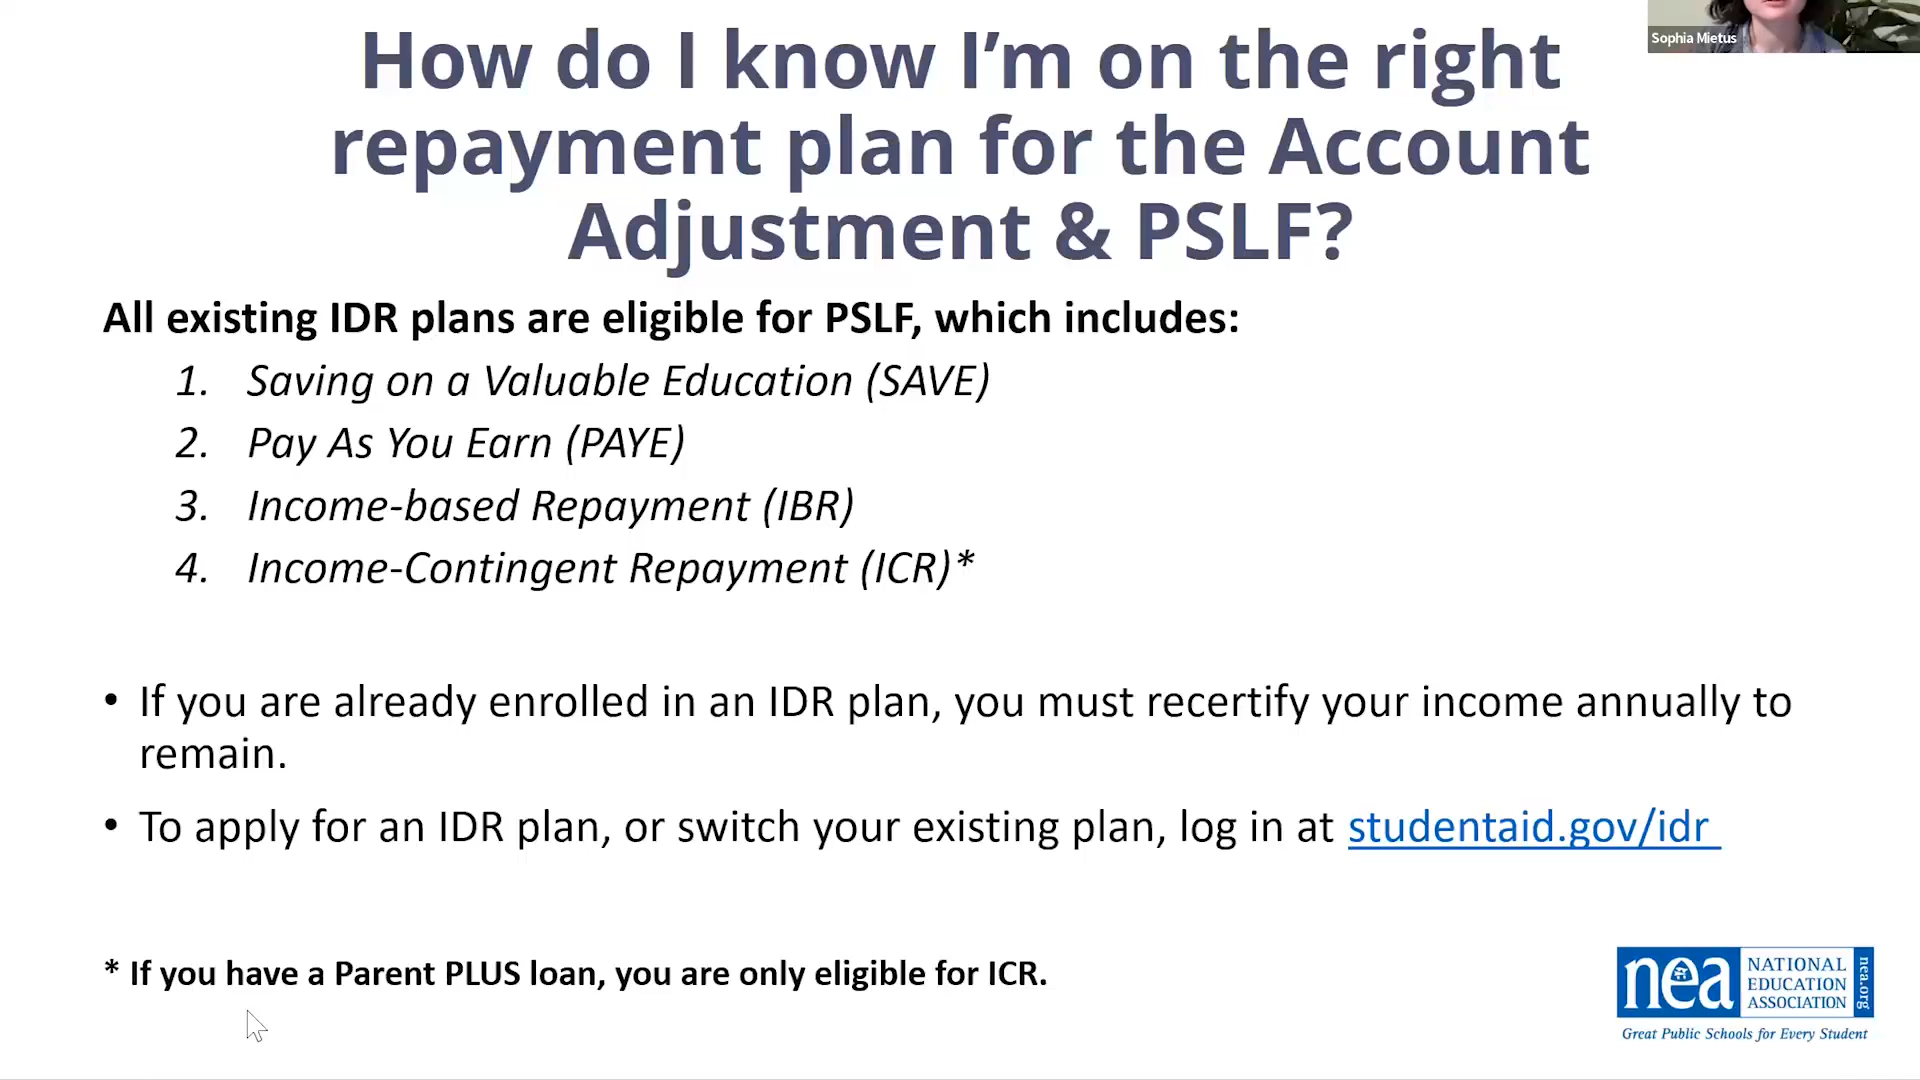 Sophia Mietus
How do I know I’m on the right
repayment plan for the Account
Adjustment & PSLF?
All existing IDR plans are eligible for PSLF, which includes:
1. Saving on a Valuable Education (SAVE)
2. Pay As You Earn (PAYE)
3. Income-based Repayment (IBR)
4. Income-Contingent Repayment (ICR)*
• If you are already enrolled in an IDR plan, you must recertify your income annually to
remain.
• To apply for an IDR plan, or switch your existing plan, log in at studentaid.gov/idr
* If you have a Parent PLUS loan, you are only eligible for ICR.
nea
NATIONAL
EDUCATION
ASSOCIATION
nea.org
Great Public Schools for Every Student